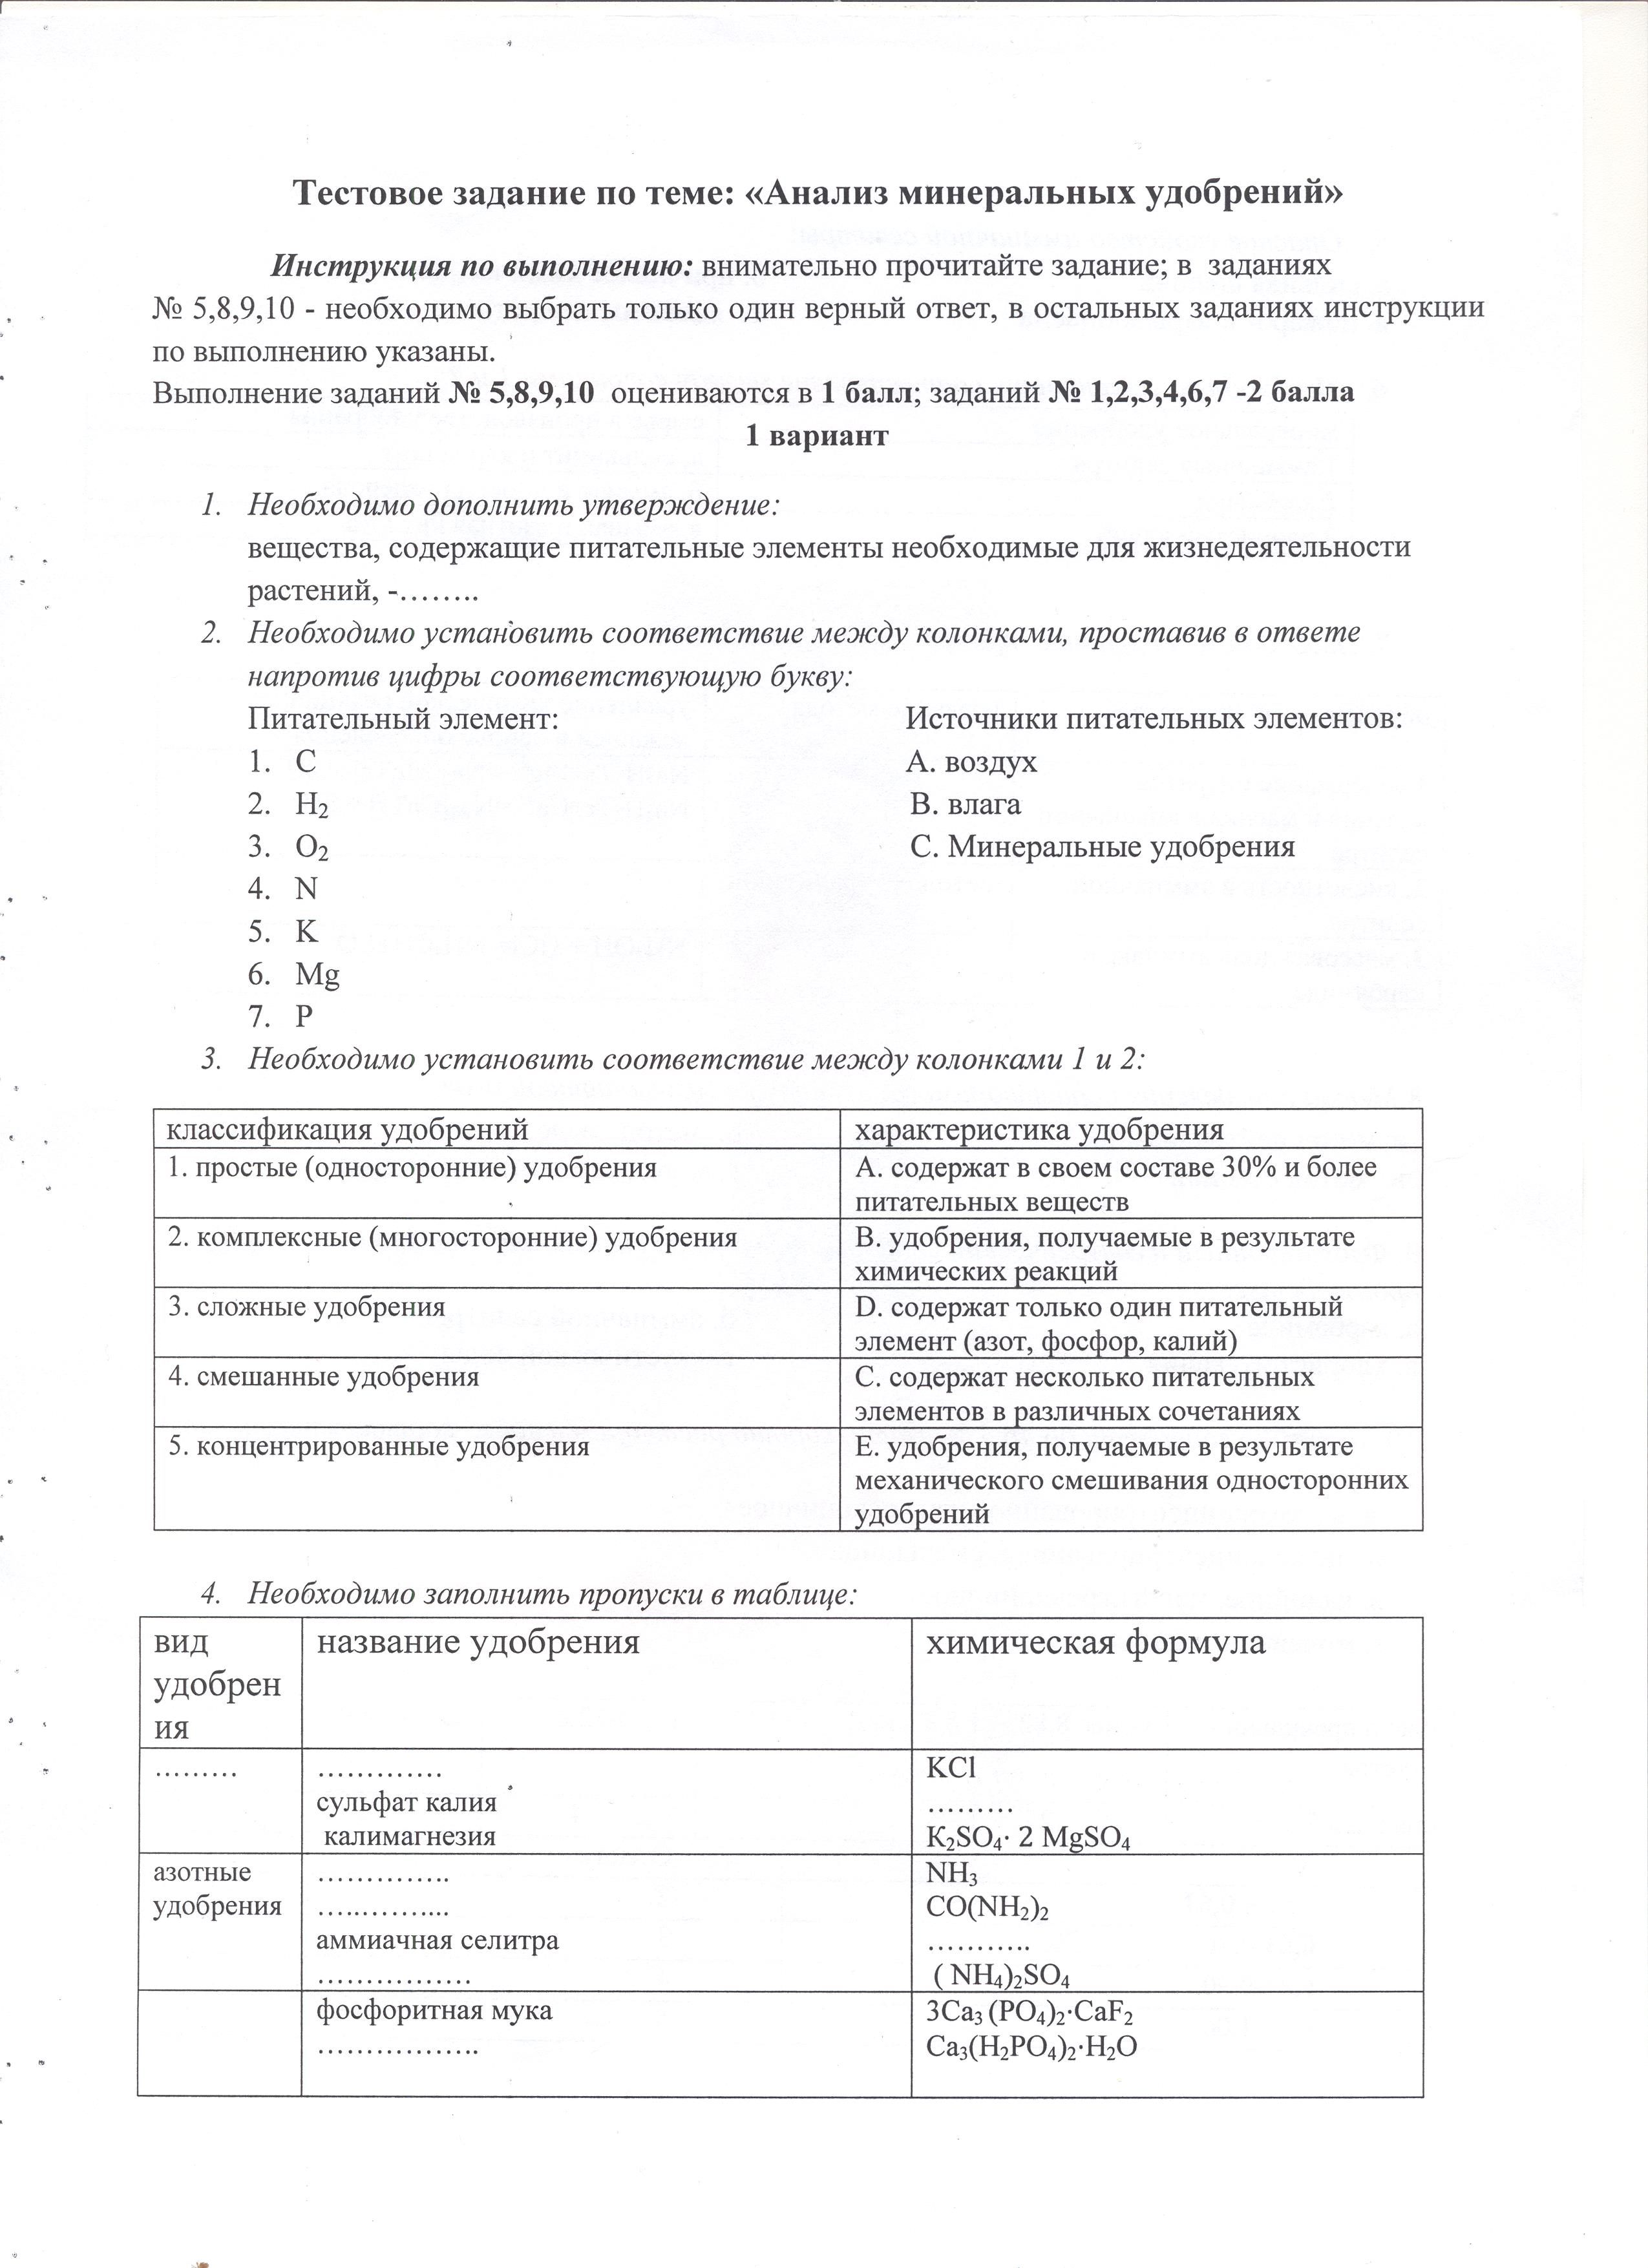 Тестовое задание по теме: «Анализ минеральных удобрений»
Инструкция по выполнению: внимательно прочитайте задание; в заданиях
№ 5,8,9,10 - необходимо выбрать только один верный ответ, в остальных заданиях инструкции
по выполнению указаны.
Выполнение заданий № 5,8,9,10 оцениваются в 1 балл; заданий № 1,2,3,4,6,7 -2 балла
1 вариант
1. Необходимо дополнить утверждение:
вещества, содержащие питательные элементы необходимые для жизнедеятельности
растений, -........
2. Необходимо установить соответствие между колонками, проставив в ответе
напротив цифры соответствующую букву:
Питательный элемент: Источники питательных элементов:
1. C А. воздух
2. H₂ В. влага
3. O₂ С. Минеральные удобрения
4. N
5. K
6. Mg
7. P
3. Необходимо установить соответствие между колонками 1 и 2:
классификация удобрений
характеристика удобрения
1. простые (односторонние) удобрения
А. содержат в своем составе 30% и более
питательных веществ
2. комплексные (многосторонние) удобрения
В. удобрения, получаемые в результате
химических реакций
3. сложные удобрения
D. содержат только один питательный
элемент (азот, фосфор, калий)
4. смешанные удобрения
С. содержат несколько питательных
элементов в различных сочетаниях
5. концентрированные удобрения
Е. удобрения, получаемые в результате
механического смешивания односторонних
удобрений
4. Необходимо заполнить пропуски в таблице:
вид
удобрен
ия
название удобрения
химическая формула
.........
.............
сульфат калия
калимагнезия
KCl
.........
K₂SO₄· 2 MgSO₄
азотные
удобрения
..............
..............
аммиачная селитра
................
NH₃
CO(NH₂)₂
...........
( NH₄)₂SO₄
фосфоритная мука
.................
3Ca₃ (PO₄)₂·CaF₂
Ca₃(H₂PO₄)₂·H₂O